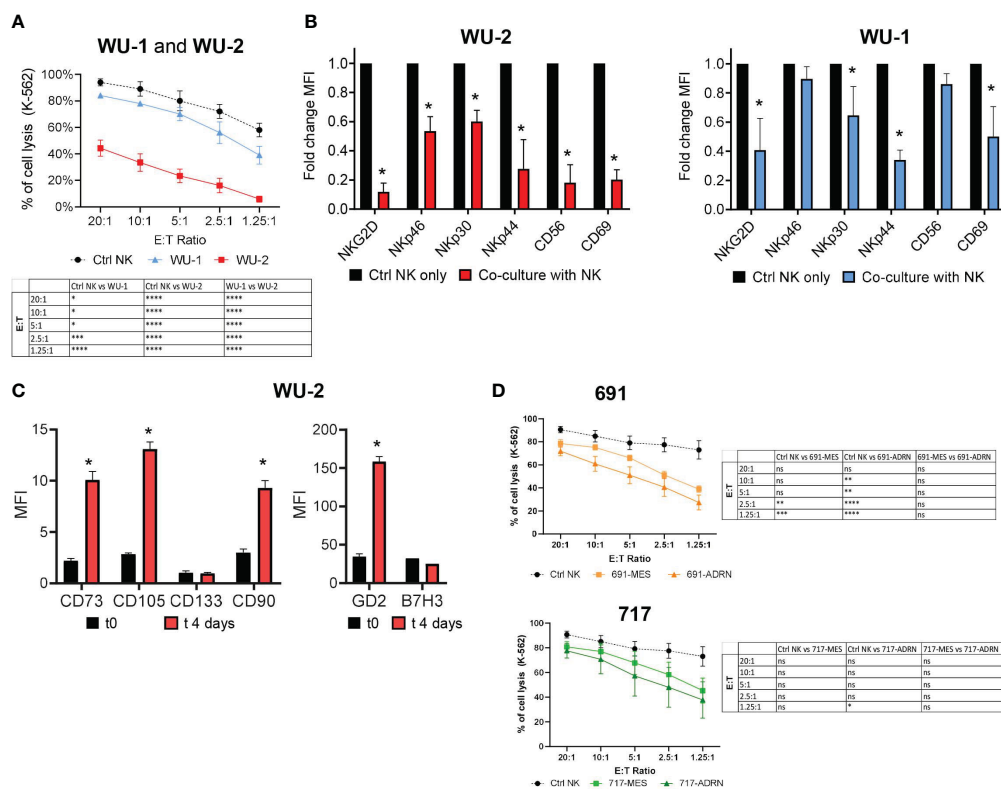 A
WU-1 and WU-2
% of cell lysis (K-562)
100%
80%
60%
40%
20%
0%
20:1 10:1 5:1 2.5:1 1.25:1
E:T Ratio
Ctrl NK WU-1 WU-2
Ctrl NK vs WU-1 Ctrl NK vs WU-2 WU-1 vs WU-2
E:T
20:1 * **** ****
10:1 * **** ****
5:1 * **** ****
2.5:1 *** **** ****
1.25:1 **** **** ****
B
WU-2
Fold change MFI
1.0
0.8
0.6
0.4
0.2
0.0
* * * * * *
NKG2D NKp46 NKp30 NKp44 CD56 CD69
Ctrl NK only Co-culture with NK
WU-1
Fold change MFI
1.0
0.8
0.6
0.4
0.2
0.0
* * * *
NKG2D NKp46 NKp30 NKp44 CD56 CD69
Ctrl NK only Co-culture with NK
C
WU-2
MFI
15
10
5
0
* * *
CD73 CD105 CD133 CD90
t0 t 4 days
MFI
200
150
100
50
0
*
GD2 B7H3
t0 t 4 days
D
691
% of cell lysis (K-562)
100
80
60
40
20
0
20:1 10:1 5:1 2.5:1 1.25:1
E:T Ratio
Ctrl NK 691-MES 691-ADRN
Ctrl NK vs 691-MES Ctrl NK vs 691-ADRN 691-MES vs 691-ADRN
E:T
20:1 ns ns ns
10:1 ns ** ns
5:1 ns ** ns
2.5:1 ** **** ns
1.25:1 *** **** ns
717
% of cell lysis (K-562)
100
80
60
40
20
0
20:1 10:1 5:1 2.5:1 1.25:1
E:T Ratio
Ctrl NK 717-MES 717-ADRN
Ctrl NK vs 717-MES Ctrl NK vs 717-ADRN 717-MES vs 717-ADRN
E:T
20:1 ns ns ns
10:1 ns ns ns
5:1 ns ns ns
2.5:1 ns ns ns
1.25:1 ns * ns